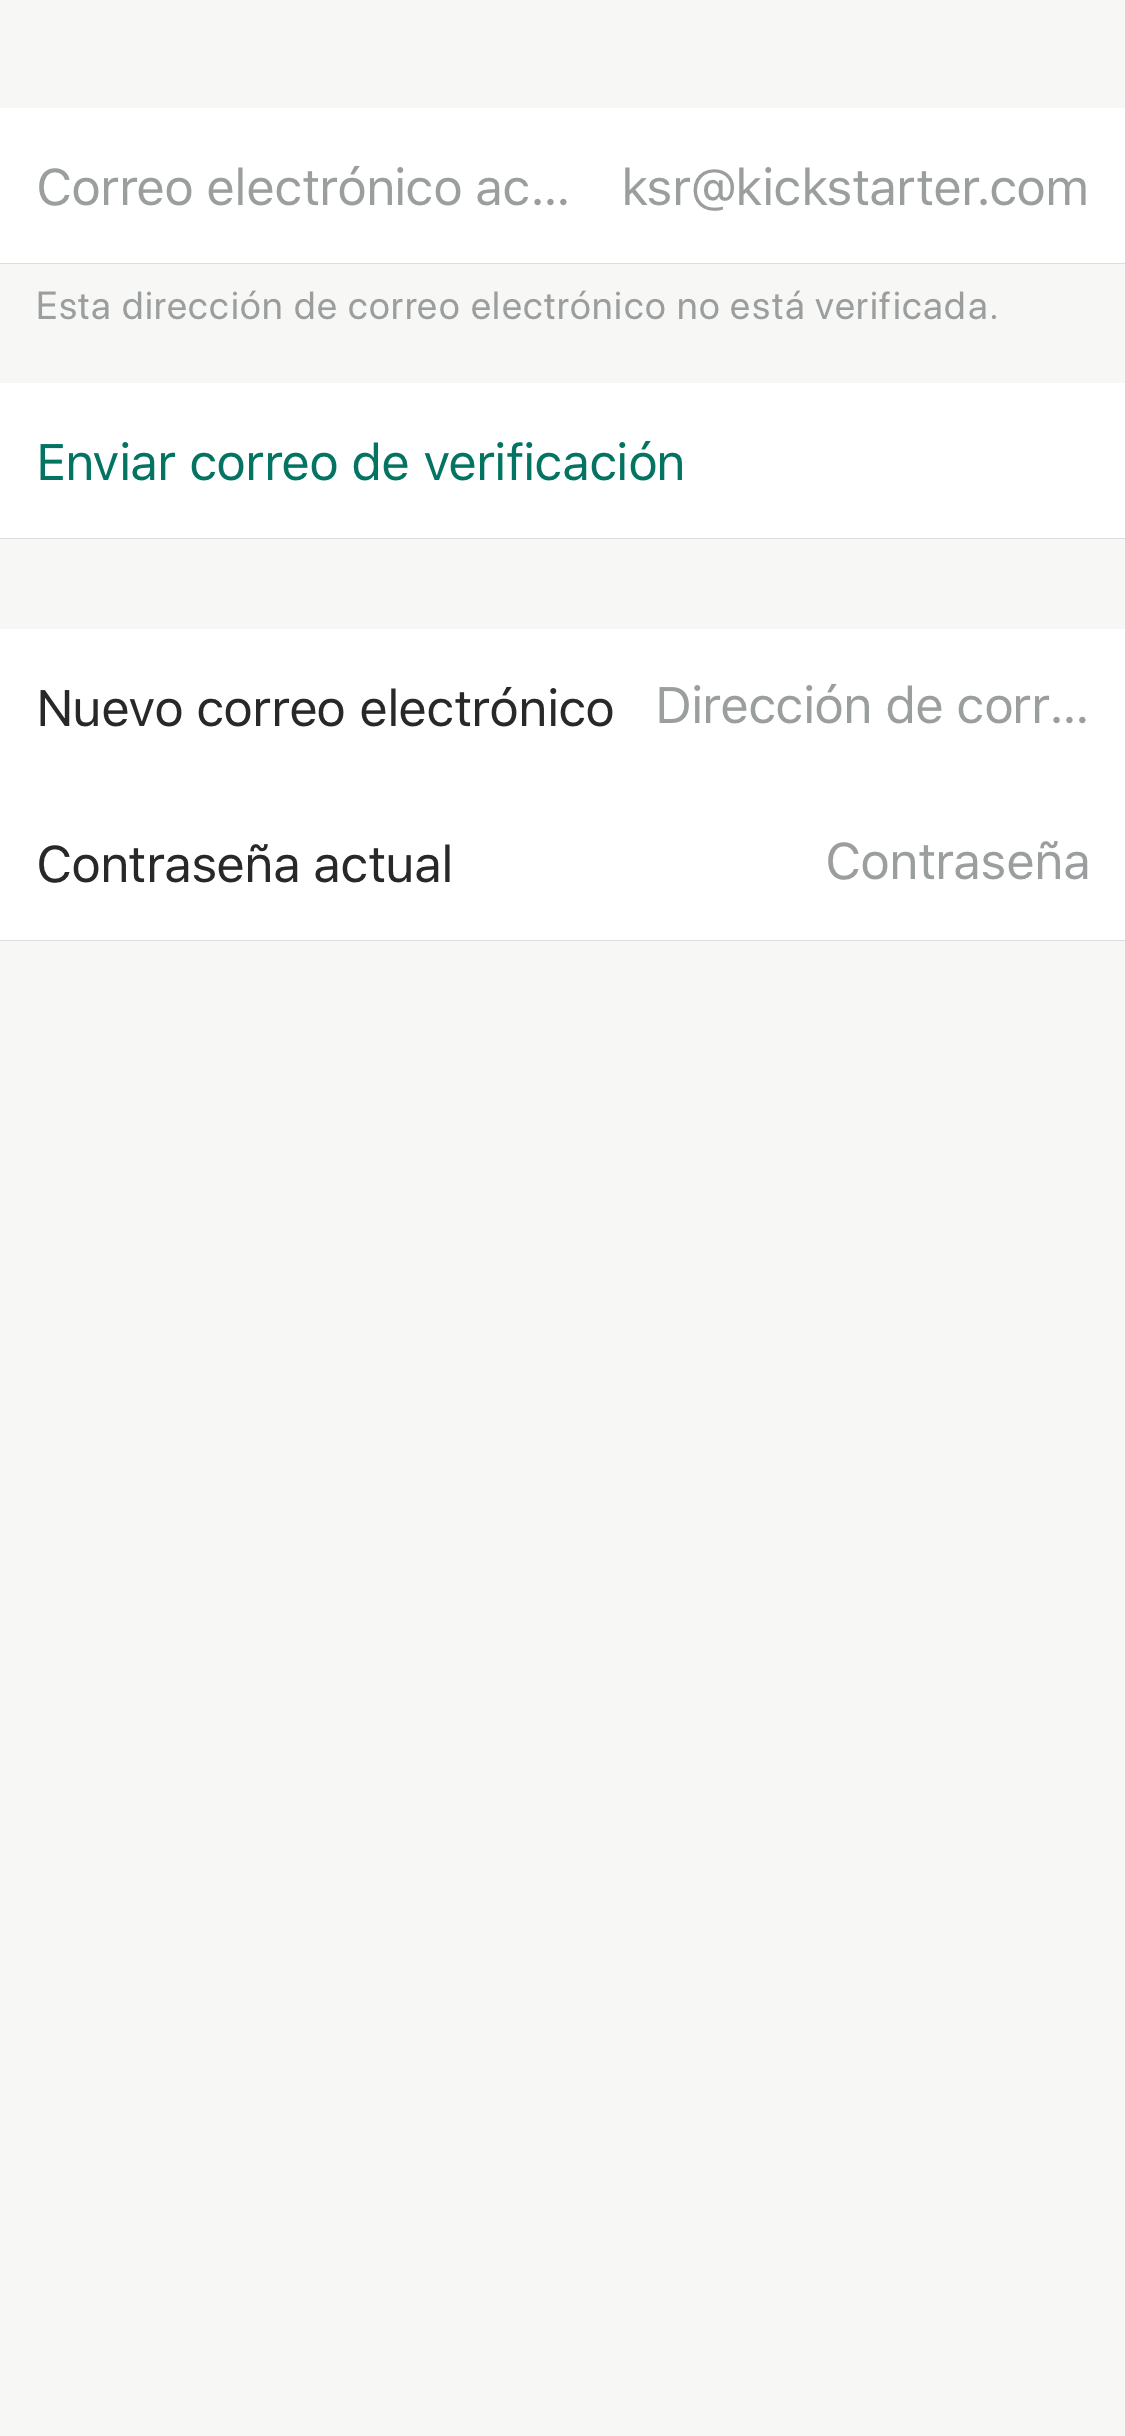 Correo electrónico ac... ksr@kickstarter.com
Esta dirección de correo electrónico no está verificada.
Enviar correo de verificación
Nuevo correo electrónico Dirección de corr...
Contraseña actual Contraseña